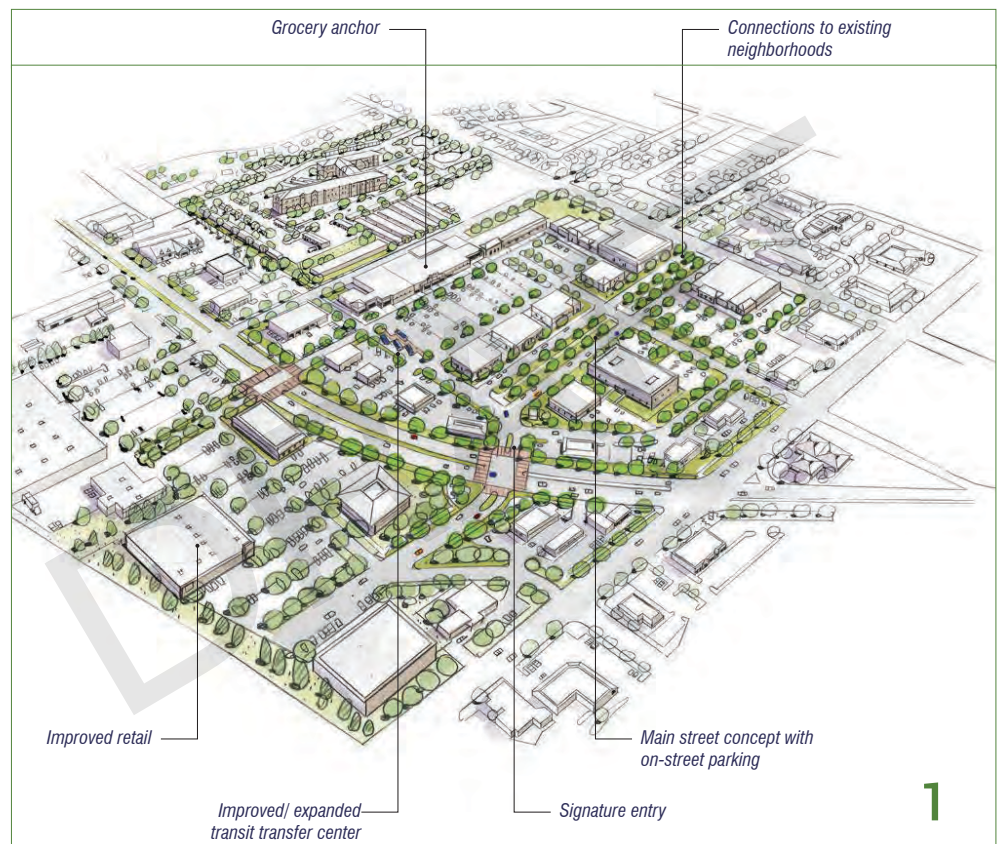 Grocery anchor
Connections to existing
neighborhoods
Improved retail
Main street concept with
on-street parking
Improved/ expanded
transit transfer center
Signature entry
1